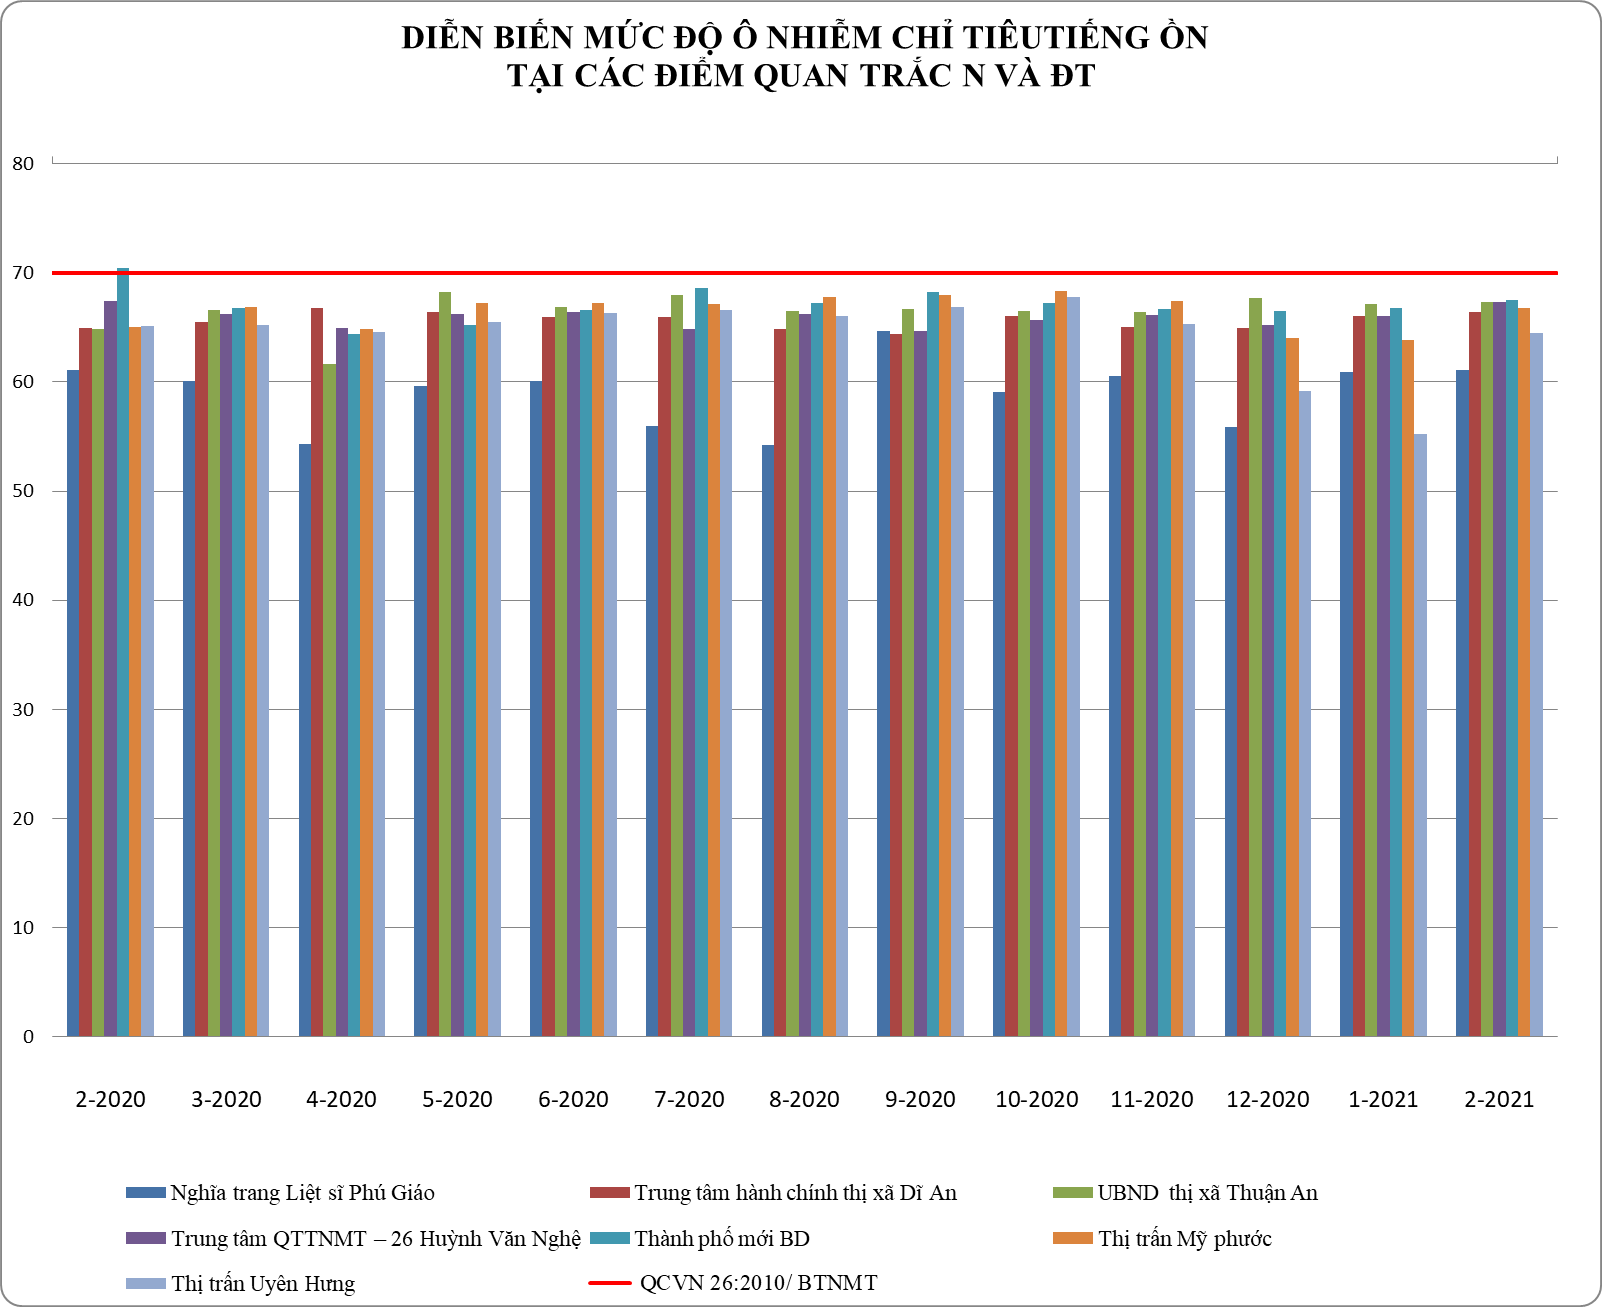 DIỄN BIẾN MỨC ĐỘ Ô NHIỄM CHỈ TIÊUTIẾNG ỒN
TẠI CÁC ĐIỂM QUAN TRẮC N VÀ ĐT
80
70
60
50
40
30
20
10
0
2-2020 3-2020 4-2020 5-2020 6-2020 7-2020 8-2020 9-2020 10-2020 11-2020 12-2020 1-2021 2-2021
Nghĩa trang Liệt sĩ Phú Giáo Trung tâm hành chính thị xã Dĩ An UBND thị xã Thuận An
Trung tâm QTTNMT – 26 Huỳnh Văn Nghệ Thành phố mới BD Thị trấn Mỹ phước
Thị trấn Uyên Hưng QCVN 26:2010/ BTNMT